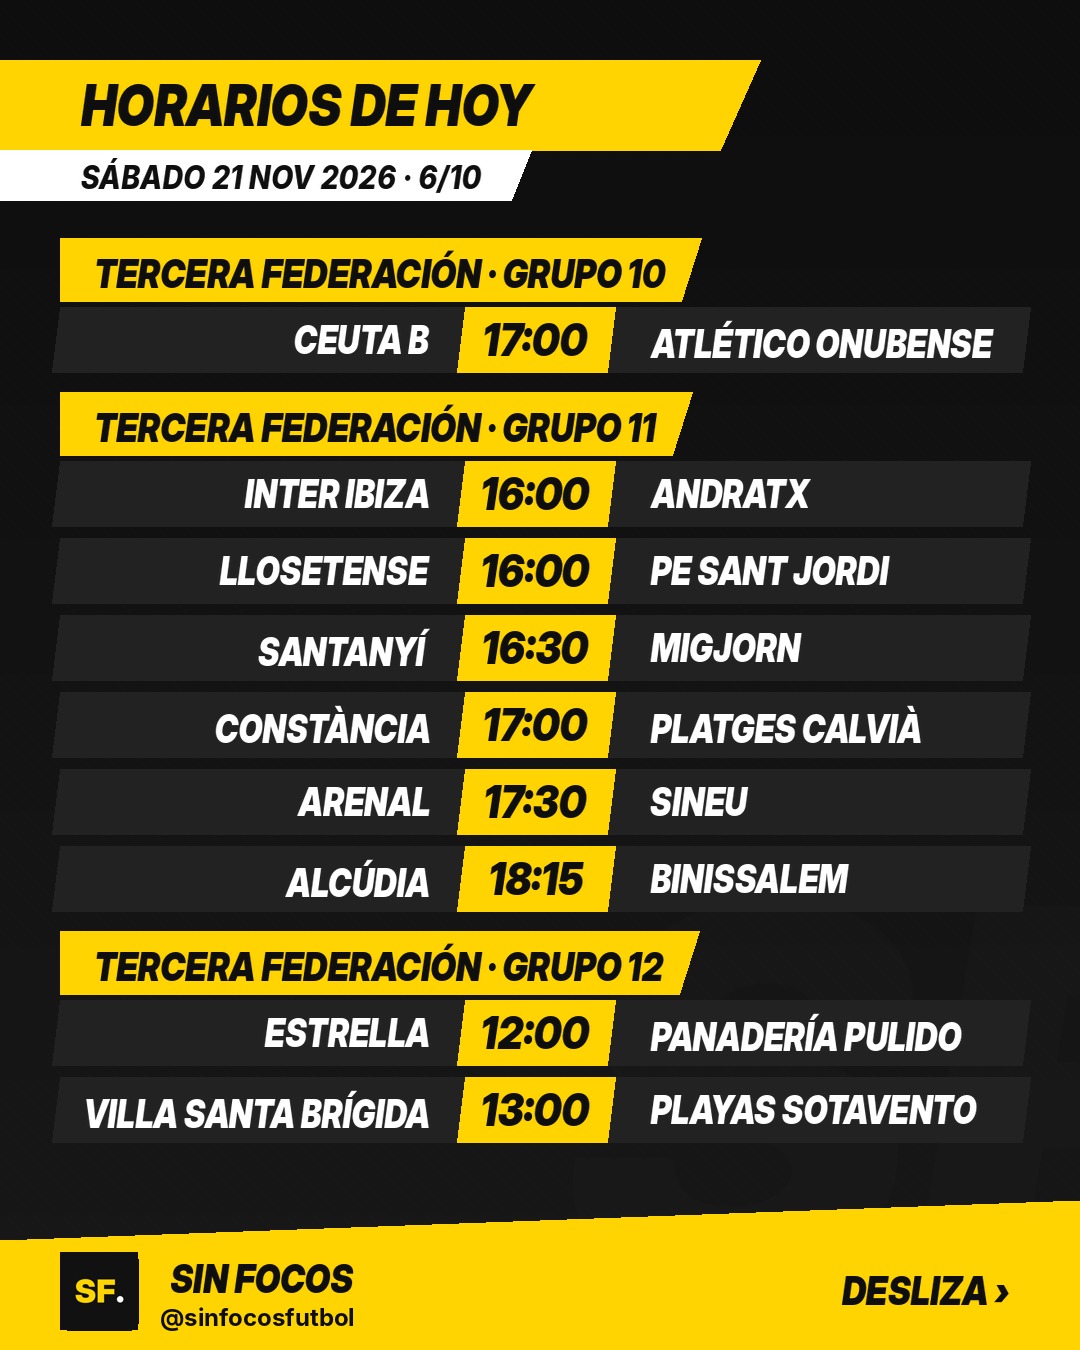 HORARIOS DE HOY
SÁBADO 21 NOV 2026 · 6/10
TERCERA FEDERACIÓN · GRUPO 10
CEUTA B 17:00 ATLÉTICO ONUBENSE
TERCERA FEDERACIÓN · GRUPO 11
INTER IBIZA 16:00 ANDRATX
LLOSETENSE 16:00 PE SANT JORDI
SANTANYÍ 16:30 MIGJORN
CONSTÀNCIA 17:00 PLATGES CALVIÀ
ARENAL 17:30 SINEU
ALCÚDIA 18:15 BINISSALEM
TERCERA FEDERACIÓN · GRUPO 12
ESTRELLA 12:00 PANADERÍA PULIDO
VILLA SANTA BRÍGIDA 13:00 PLAYAS SOTAVENTO
SF.
SIN FOCOS
@sinfocosfutbol
DESLIZA ›